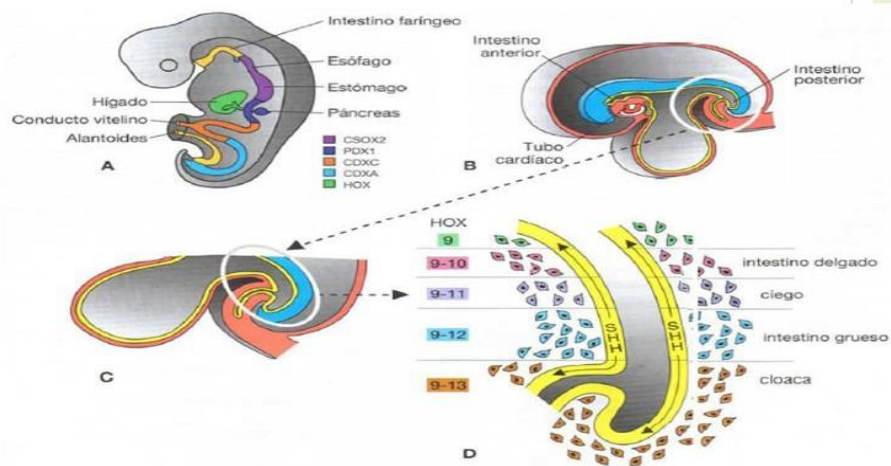 Intestino faríngeo
Esófago
Estómago
Páncreas
Hígado
Conducto vitelino
Alantoides
A
CSOX2
PDX1
CDXC
CDXA
HOX
Intestino
anterior
Intestino
posterior
Tubo
cardíaco
B
C
HOX
9
9-10
intestino delgado
9-11
ciego
9-12
intestino grueso
9-13
cloaca
SHH
SHH
D